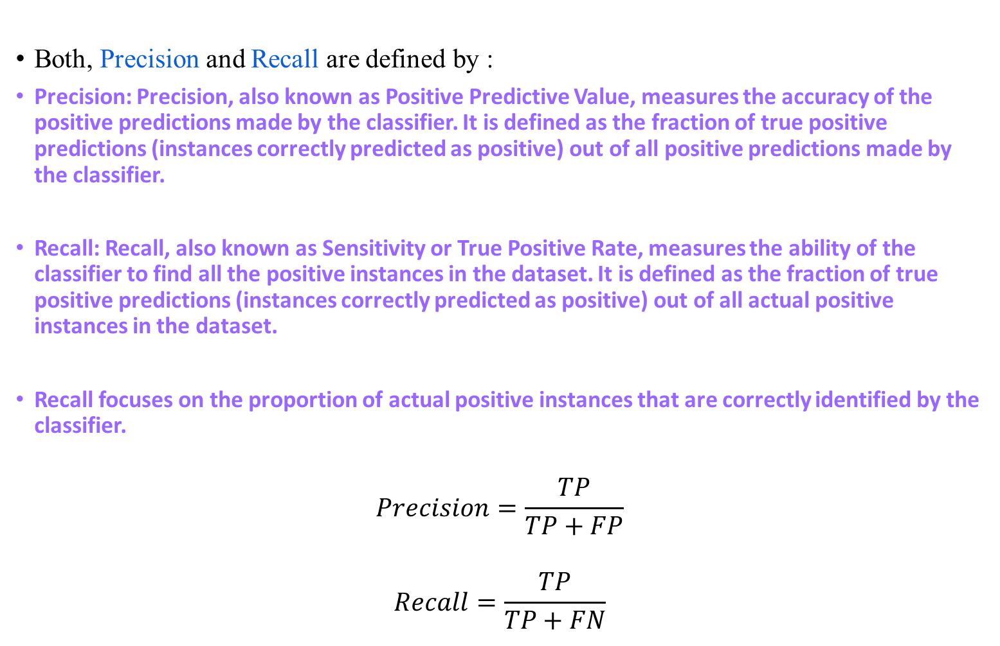 • Both, Precision and Recall are defined by :
• Precision: Precision, also known as Positive Predictive Value, measures the accuracy of the
positive predictions made by the classifier. It is defined as the fraction of true positive
predictions (instances correctly predicted as positive) out of all positive predictions made by
the classifier.
• Recall: Recall, also known as Sensitivity or True Positive Rate, measures the ability of the
classifier to find all the positive instances in the dataset. It is defined as the fraction of true
positive predictions (instances correctly predicted as positive) out of all actual positive
instances in the dataset.
• Recall focuses on the proportion of actual positive instances that are correctly identified by the
classifier.
TP
Precision =
TP + FP
TP
Recall =
TP + FN